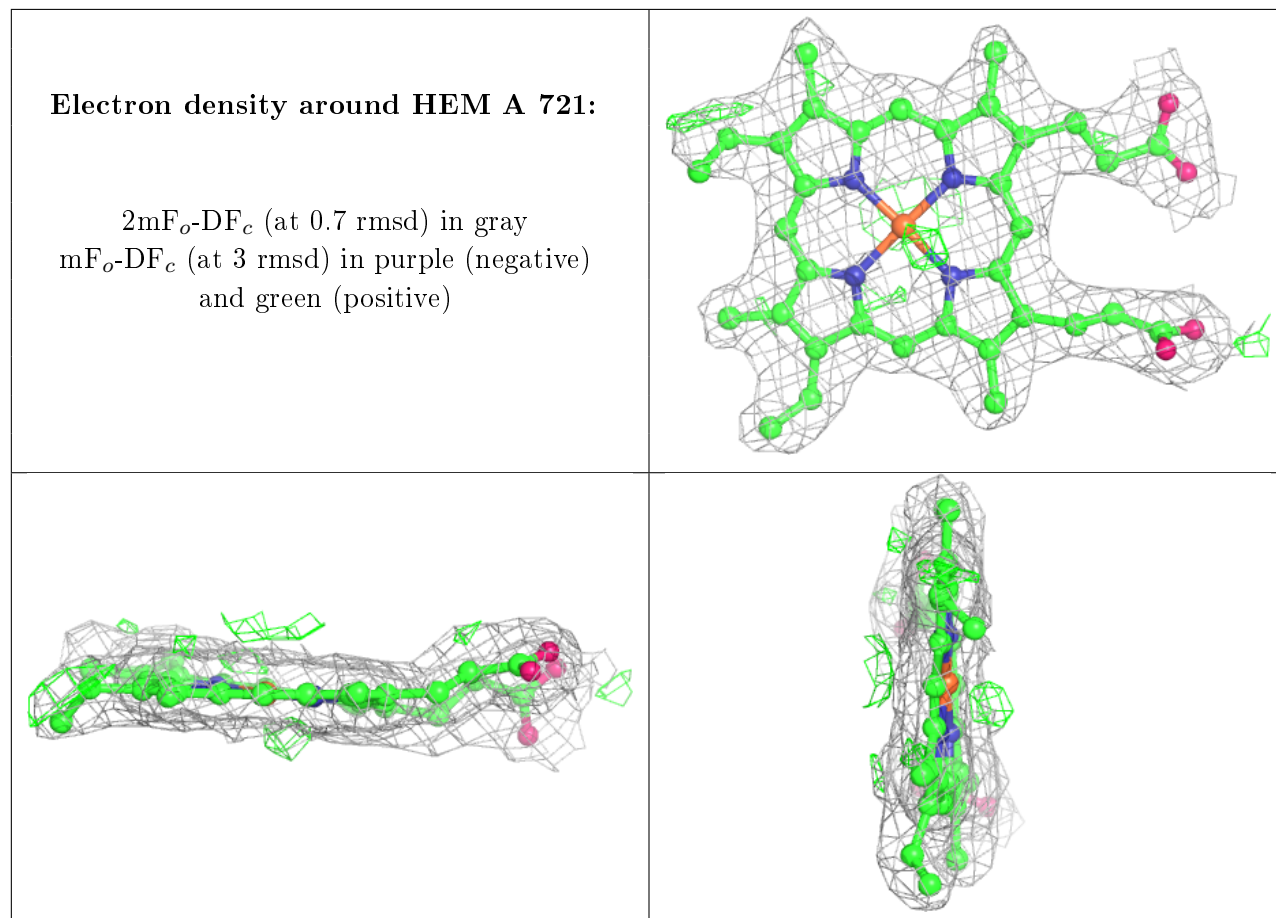 Electron density around HEM A 721:
2mFo-DFc (at 0.7 rmsd) in gray
mFo-DFc (at 3 rmsd) in purple (negative)
and green (positive)